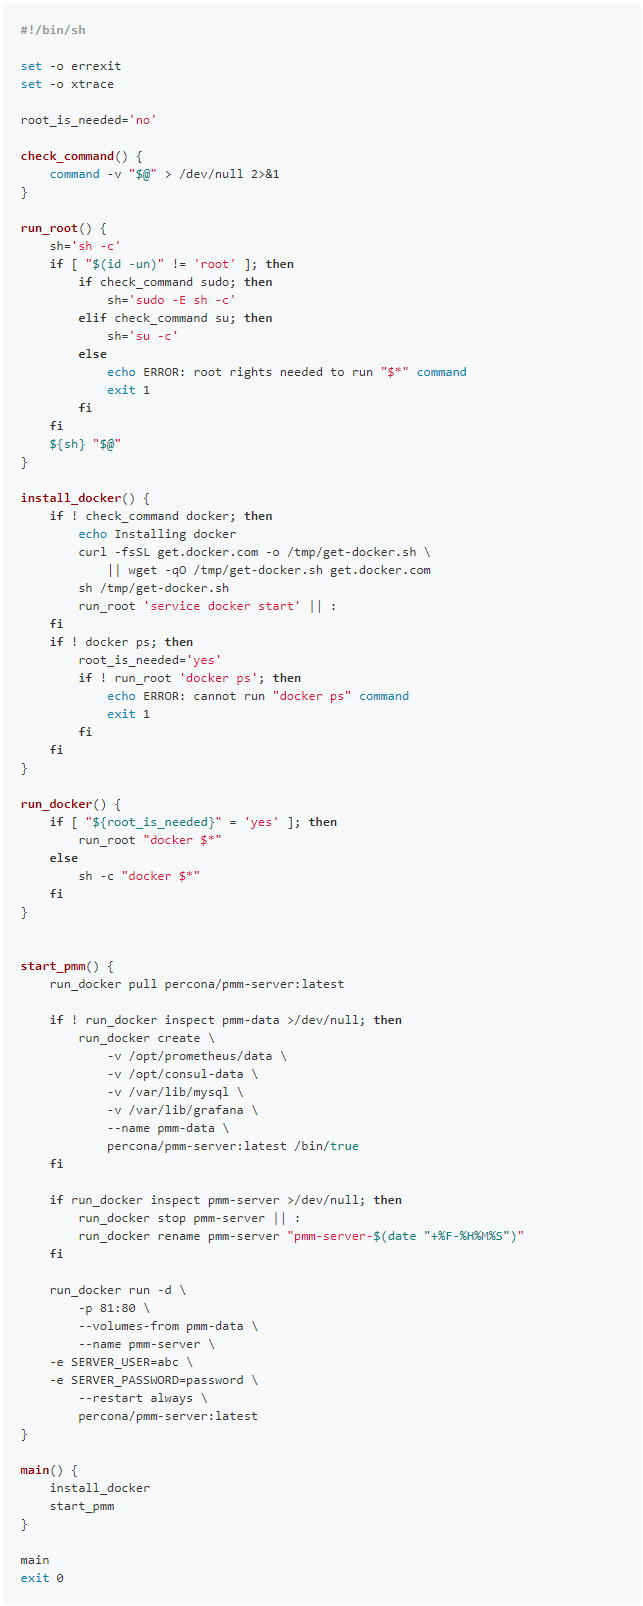 #!/bin/sh
set -o errexit
set -o xtrace
root_is_needed='no'
check_command() {
    command -v "$@" > /dev/null 2>&1
}
run_root() {
    sh='sh -c'
    if [ "$(id -un)" != 'root' ]; then
        if check_command sudo; then
            sh='sudo -E sh -c'
        elif check_command su; then
            sh='su -c'
        else
            echo ERROR: root rights needed to run "$*" command
            exit 1
        fi
    fi
    ${sh} "$@"
}
install_docker() {
    if ! check_command docker; then
        echo Installing docker
        curl -fsSL get.docker.com -o /tmp/get-docker.sh \
            || wget -qO /tmp/get-docker.sh get.docker.com
        sh /tmp/get-docker.sh
        run_root 'service docker start' || :
    fi
    if ! docker ps; then
        root_is_needed='yes'
        if ! run_root 'docker ps'; then
            echo ERROR: cannot run "docker ps" command
            exit 1
        fi
    fi
}
run_docker() {
    if [ "${root_is_needed}" = 'yes' ]; then
        run_root "docker $*"
    else
        sh -c "docker $*"
    fi
}
start_pmm() {
    run_docker pull percona/pmm-server:latest
    if ! run_docker inspect pmm-data >/dev/null; then
        run_docker create \
            -v /opt/prometheus/data \
            -v /opt/consul-data \
            -v /var/lib/mysql \
            -v /var/lib/grafana \
            --name pmm-data \
            percona/pmm-server:latest /bin/true
    fi
    if run_docker inspect pmm-server >/dev/null; then
        run_docker stop pmm-server || :
        run_docker rename pmm-server "pmm-server-$(date "+%F-%H%M%S")"
    fi
    run_docker run -d \
        -p 81:80 \
        --volumes-from pmm-data \
        --name pmm-server \
    -e SERVER_USER=abc \
    -e SERVER_PASSWORD=password \
        --restart always \
        percona/pmm-server:latest
}
main() {
    install_docker
    start_pmm
}
main
exit 0